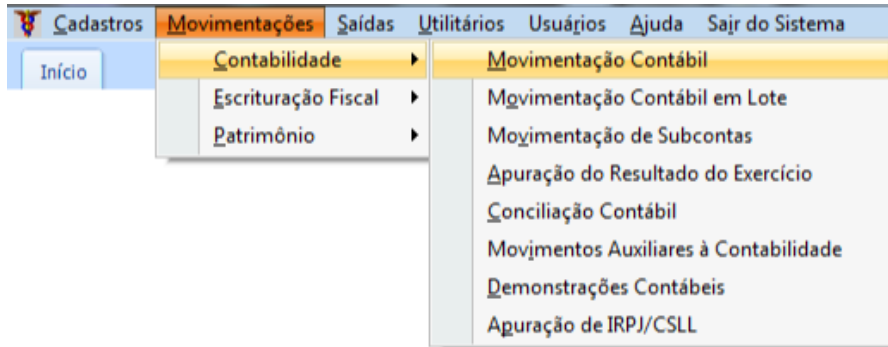 Cadastros Movimentações Saídas Utilitários Usuários Ajuda Sair do Sistema
Início
Contabilidade
Escrituração Fiscal
Patrimônio
Movimentação Contábil
Movimentação Contábil em Lote
Movimentação de Subcontas
Apuração do Resultado do Exercício
Conciliação Contábil
Movimentos Auxiliares à Contabilidade
Demonstrações Contábeis
Apuração de IRPJ/CSLL